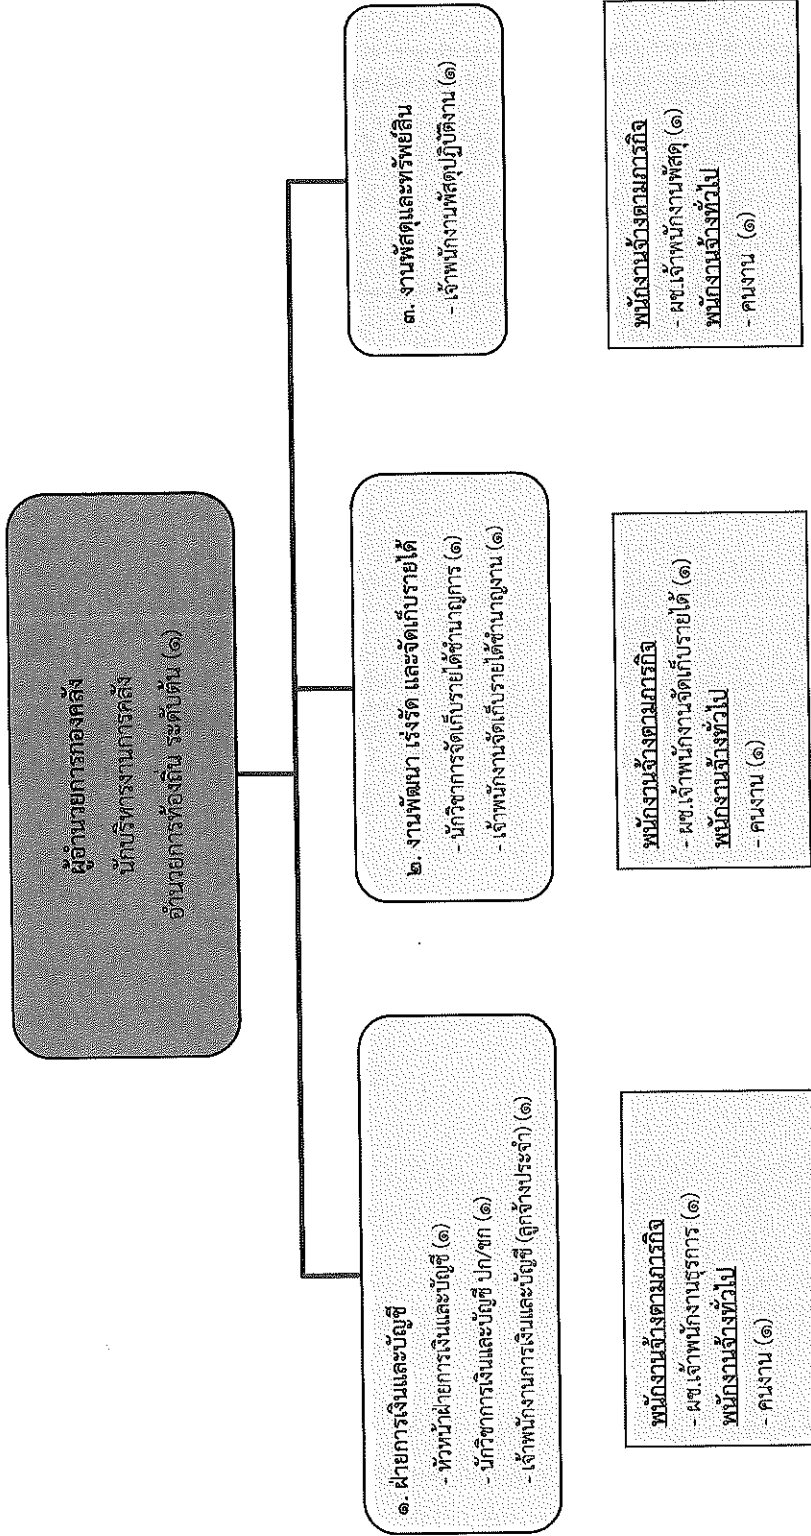 ผู้อำนวยการกองคลัง
นักบริหารงานการคลัง
อำนวยการท้องถิ่น ระดับต้น (๑)
๑. ฝ่ายการเงินและบัญชี
- หัวหน้าฝ่ายการเงินและบัญชี (๑)
- นักวิชาการเงินและบัญชี ปก/ชก (๑)
- เจ้าพนักงานการเงินและบัญชี (ลูกจ้างประจำ) (๑)
๒. งานพัฒนา เร่งรัด และจัดเก็บรายได้
- นักวิชาการจัดเก็บรายได้ชำนาญการ (๑)
- เจ้าพนักงานจัดเก็บรายได้ชำนาญงาน (๑)
๓. งานพัสดุและทรัพย์สิน
- เจ้าพนักงานพัสดุปฏิบัติงาน (๑)
พนักงานจ้างตามภารกิจ
- ผช.เจ้าพนักงานธุรการ (๑)
พนักงานจ้างทั่วไป
- คนงาน (๑)
พนักงานจ้างตามภารกิจ
- ผช.เจ้าพนักงานจัดเก็บรายได้ (๑)
พนักงานจ้างทั่วไป
- คนงาน (๑)
พนักงานจ้างตามภารกิจ
- ผช.เจ้าพนักงานพัสดุ (๑)
พนักงานจ้างทั่วไป
- คนงาน (๑)